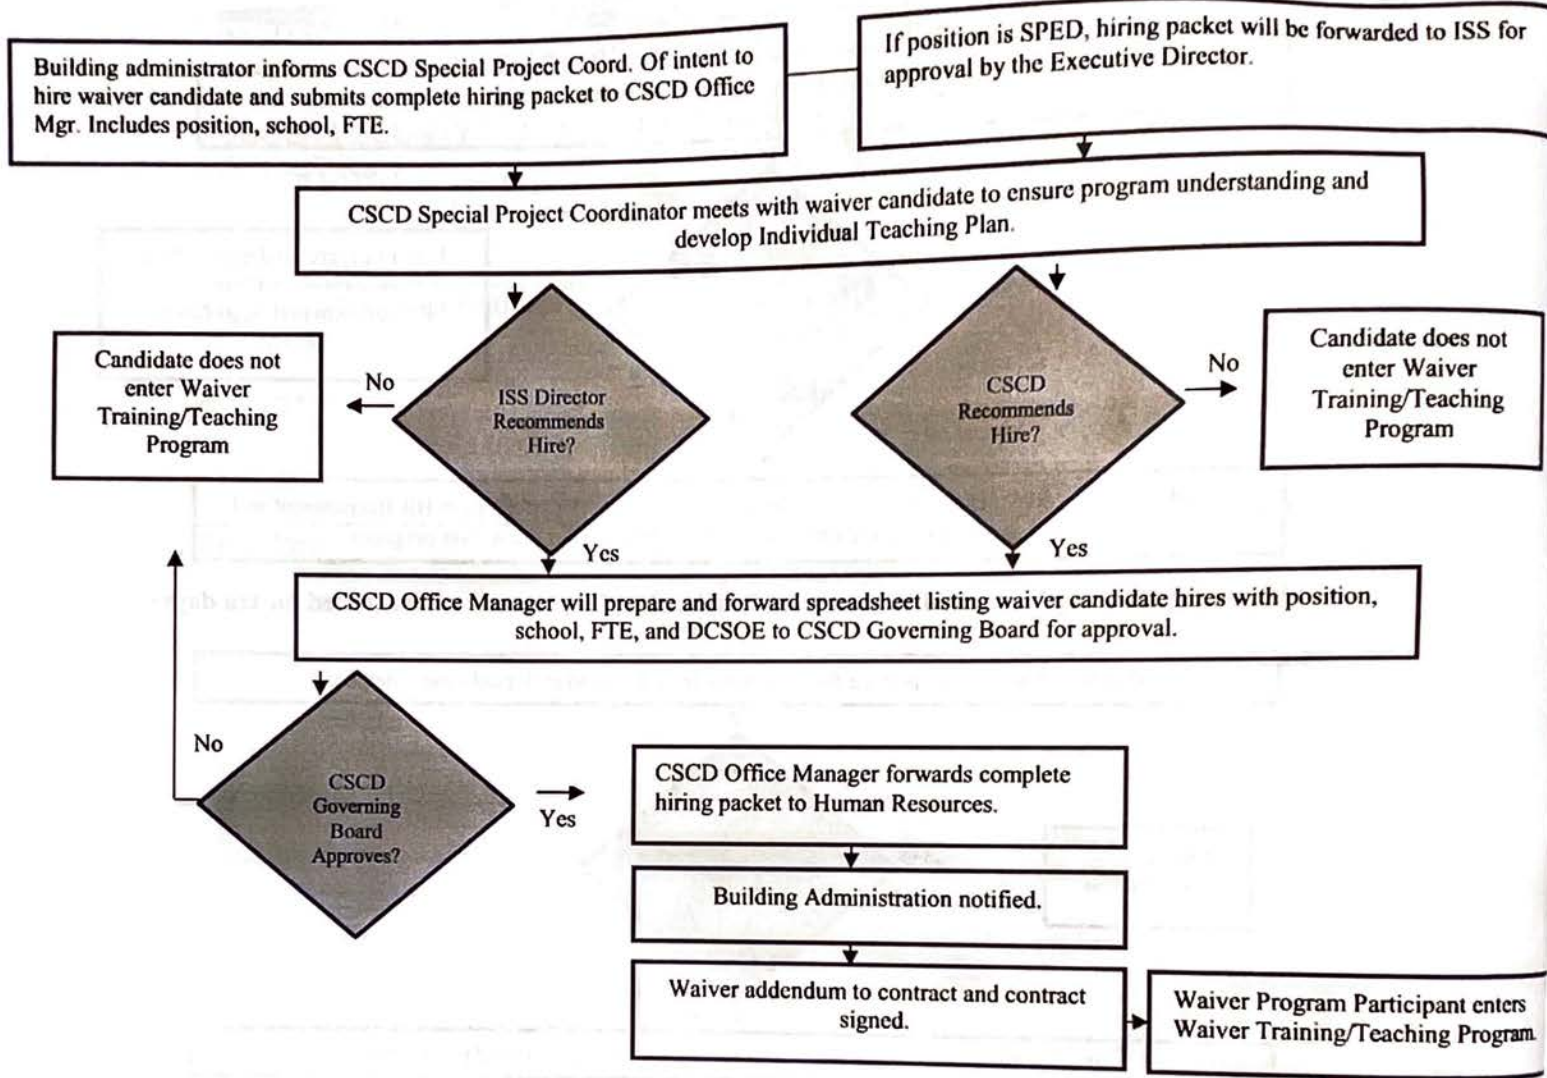 Building administrator informs CSCD Special Project Coord. Of intent to
hire waiver candidate and submits complete hiring packet to CSCD Office
Mgr. Includes position, school, FTE.
If position is SPED, hiring packet will be forwarded to ISS for
approval by the Executive Director.
CSCD Special Project Coordinator meets with waiver candidate to ensure program understanding and
develop Individual Teaching Plan.
Candidate does not
enter Waiver
Training/Teaching
Program
No
ISS Director
Recommends
Hire?
Yes
CSCD
Recommends
Hire?
No
Yes
Candidate does not
enter Waiver
Training/Teaching
Program
CSCD Office Manager will prepare and forward spreadsheet listing waiver candidate hires with position,
school, FTE, and DCSOE to CSCD Governing Board for approval.
No
CSCD
Governing
Board
Approves?
Yes
CSCD Office Manager forwards complete
hiring packet to Human Resources.
Building Administration notified.
Waiver addendum to contract and contract
signed.
Waiver Program Participant enters
Waiver Training/Teaching Program.